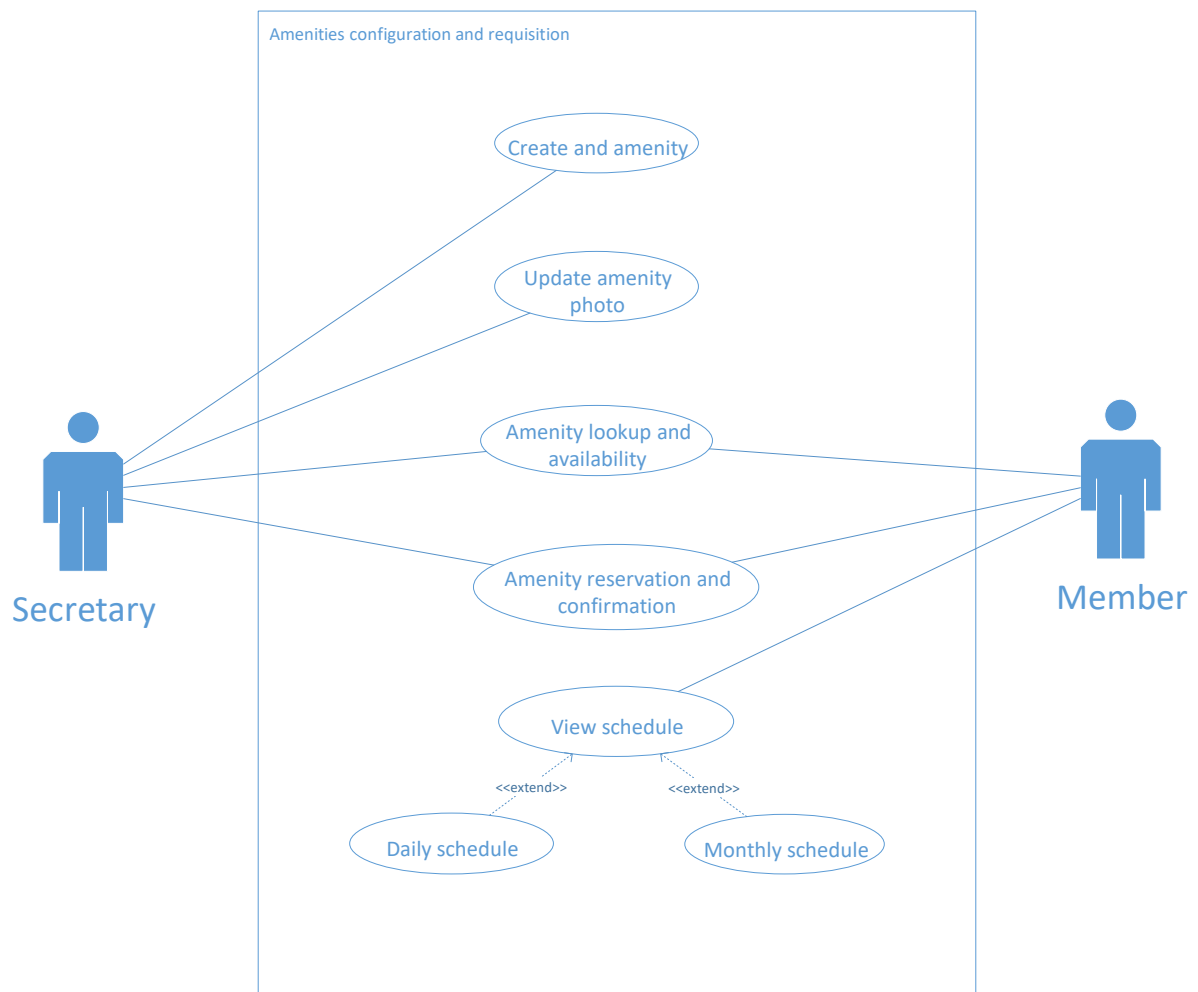 Amenities configuration and requisition
Create and amenity
Update amenity
photo
Amenity lookup and
availability
Amenity reservation and
confirmation
Secretary
Member
View schedule
<<extend>>
<<extend>>
Daily schedule
Monthly schedule